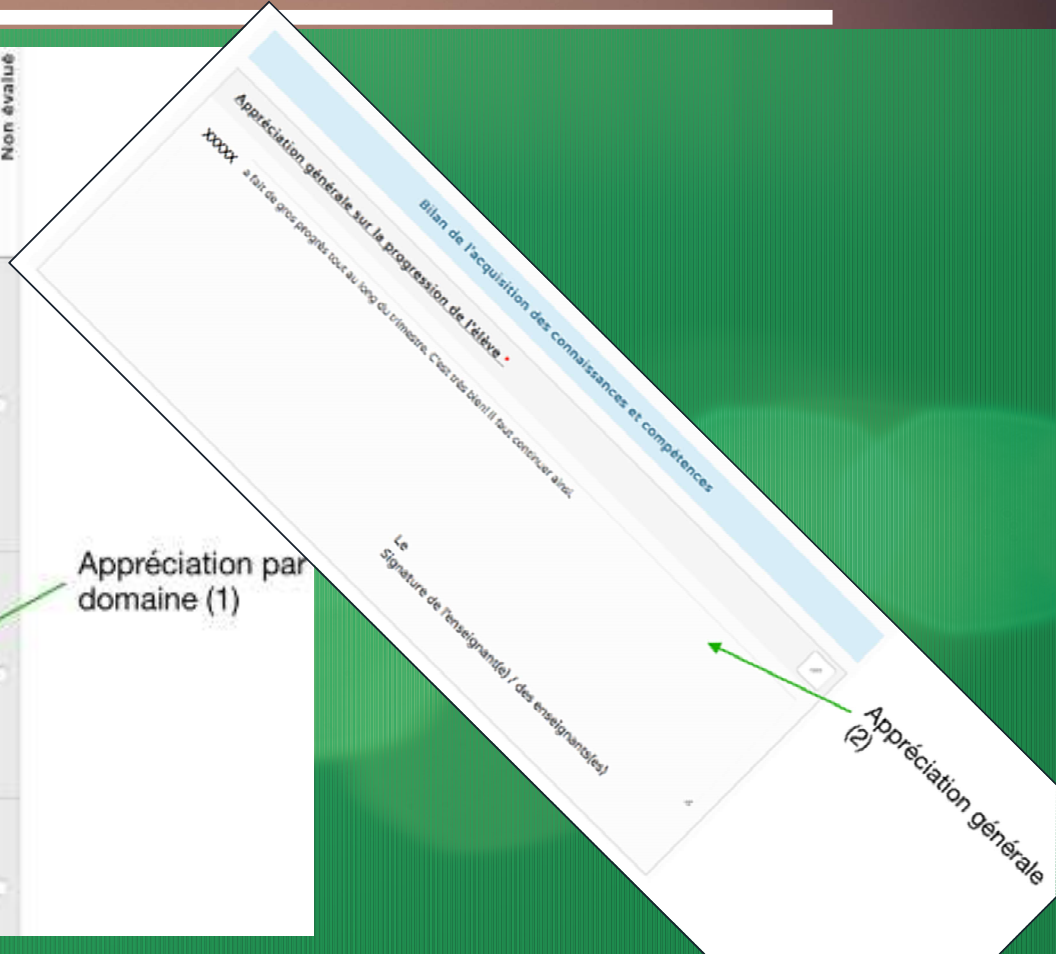 Non évalué
Appréciation par
domaine (1)
Bilan de l'acquisition des connaissances et compétences
Appréciation générale sur la progression de l'élève *
XXXXX a fait de gros progrès tout au long du trimestre. C'est très bien! Il faut continuer ainsi.
Le
Signature de l'enseignant(e) / des enseignants(es)
Appréciation générale
(2)